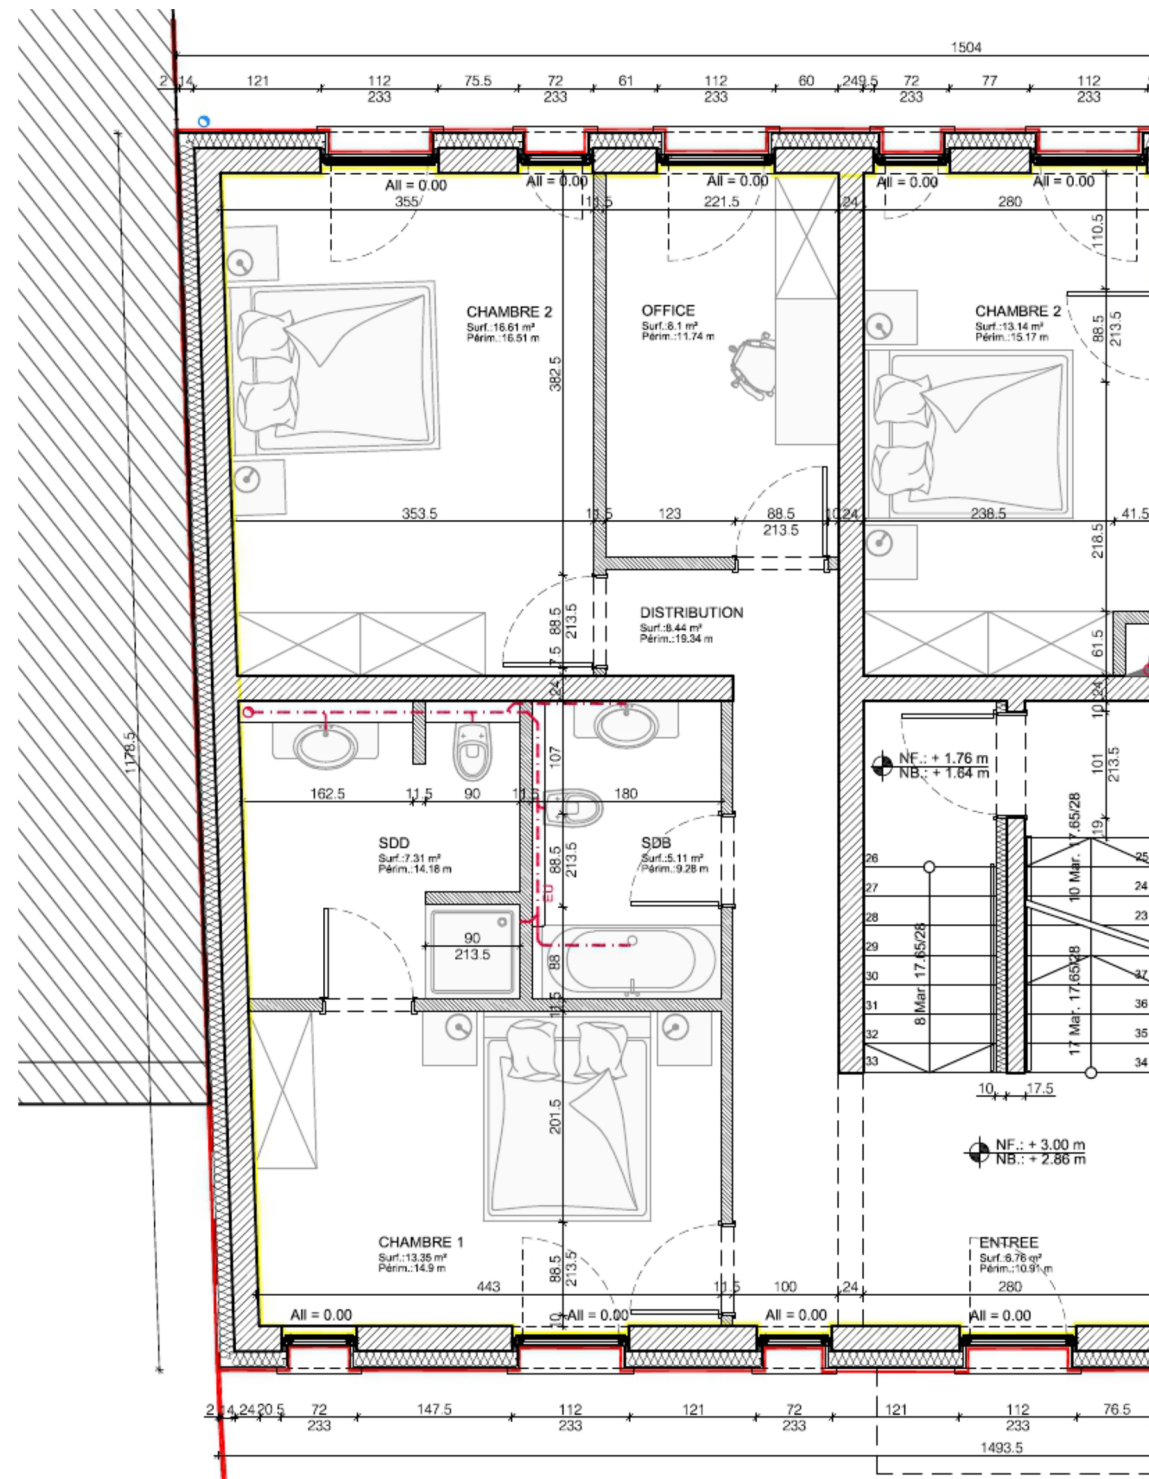 1504
2 14 121 112 75.5 72 61 112 60 24 9.5 72 77 112
233 233 233 233 233
All = 0.00 All = 0.00 All = 0.00 All = 0.00 All = 0.00
355 11.5 221.5 24 280
110.5
CHAMBRE 2
Surf.:16.61 m²
Périm.:16.51 m
OFFICE
Surf.:8.1 m²
Périm.:11.74 m
CHAMBRE 2
Surf.:13.14 m²
Périm.:15.17 m
88.5
213.5
382.5
353.5 11.5 123 88.5 10 24 238.5 41.5
213.5
218.5
DISTRIBUTION
Surf.:8.44 m²
Périm.:19.34 m
88.5
213.5
7.5
61.5
24
24
10
1178.5
107
NF.: + 1.76 m
NB.: + 1.64 m
101
213.5
162.5 11.5 90 11.5 180
19
SDD
Surf.:7.31 m²
Périm.:14.18 m
SDB
Surf.:5.11 m²
Périm.:9.28 m
88.5
213.5
EU
10 Mar. 17.65/28
26
27
28
29
30
31
32
33
25
24
23
37
36
35
34
8 Mar. 17.65/28
17 Mar. 17.65/28
90
213.5
88
11.5
10 17.5
201.5
NF.: + 3.00 m
NB.: + 2.86 m
CHAMBRE 1
Surf.:13.35 m²
Périm.:14.9 m
ENTREE
Surf.:6.76 m²
Périm.:10.91 m
88.5
213.5
10
443 11.5 100 24 280
All = 0.00 All = 0.00 All = 0.00 All = 0.00
2 14 24 20.5 72 147.5 112 121 72 121 112 76.5
233 233 233 233
1493.5